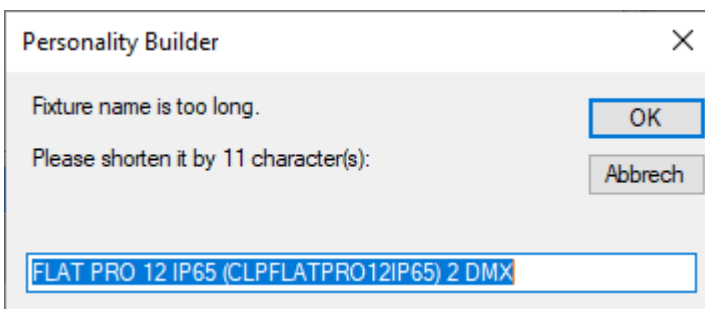 Personality Builder
Fixture name is too long.
OK
Please shorten it by 11 character(s):
Abbrech
FLAT PRO 12 IP65 (CLPFLATPRO12IP65) 2 DMX